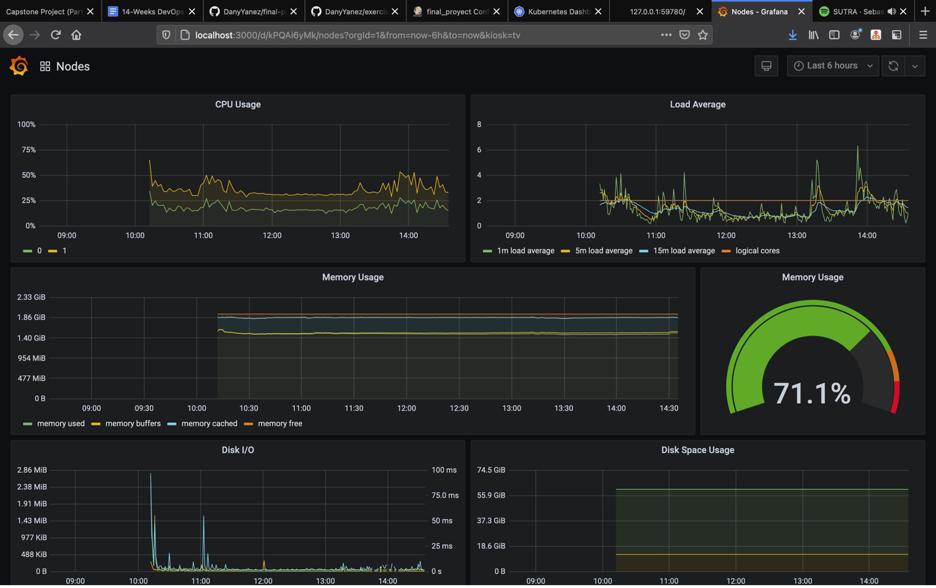 Capstone Project (Par
14-Weeks DevOps
DanyYanez/final-p
DanyYanez/exerci
final_proyect Con
Kubernetes Dashb
127.0.0.1:59780/
Nodes - Grafana
SUTRA · Seba
localhost:3000/d/kPQAi6yMk/nodes?orgId=1&from=now-6h&to=now&kiosk=tv
Nodes
Last 6 hours
CPU Usage
100%
75%
50%
25%
0%
09:00 10:00 11:00 12:00 13:00 14:00
0 1
Load Average
8
6
4
2
0
09:00 10:00 11:00 12:00 13:00 14:00
1m load average 5m load average 15m load average logical cores
Memory Usage
2.33 GiB
1.86 GiB
1.40 GiB
954 MiB
477 MiB
0 B
09:00 09:30 10:00 10:30 11:00 11:30 12:00 12:30 13:00 13:30 14:00 14:30
memory used memory buffers memory cached memory free
Memory Usage
71.1%
Disk I/O
2.86 MiB
2.38 MiB
1.91 MiB
1.43 MiB
977 KiB
488 KiB
0 B
100 ms
75.0 ms
50 ms
25 ms
0 s
09:00 10:00 11:00 12:00 13:00 14:00
Disk Space Usage
74.5 GiB
55.9 GiB
37.3 GiB
18.6 GiB
0 B
09:00 10:00 11:00 12:00 13:00 14:00